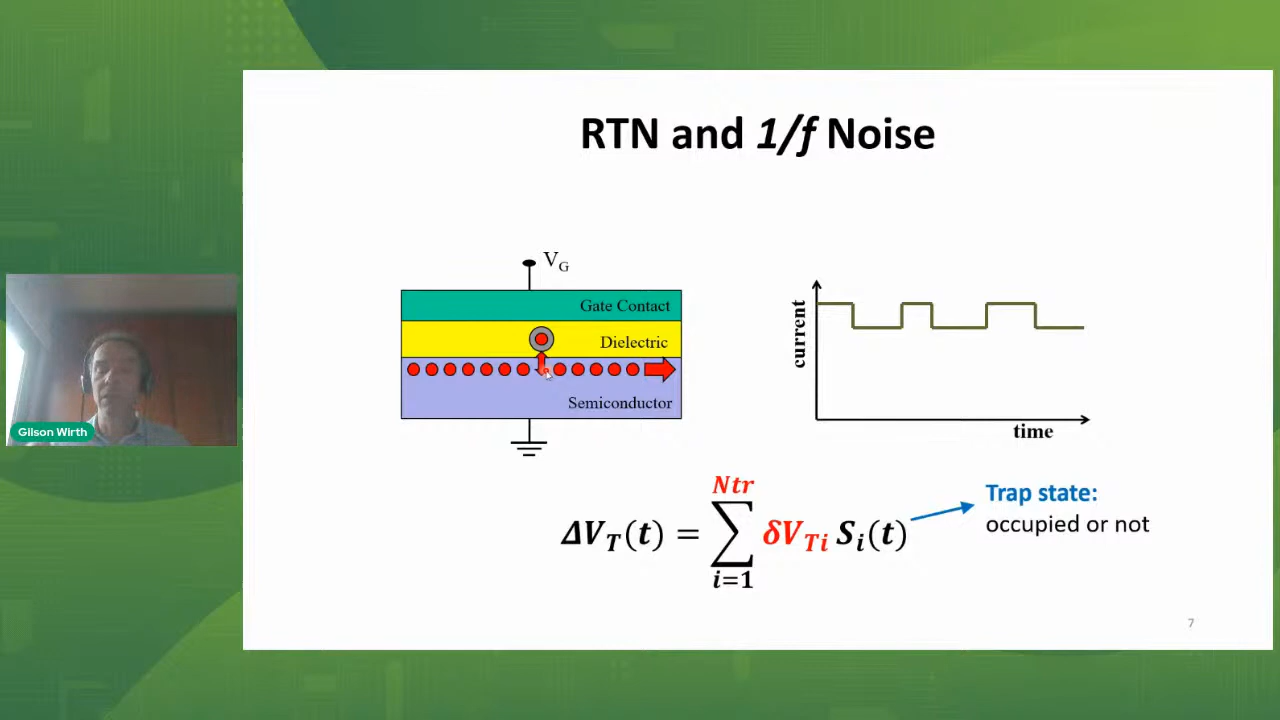 RTN and 1/f Noise
V_G
Gate Contact
Dielectric
Semiconductor
current
time
Gilson Wirth
ΔV_T(t) = ∑_{i=1}^{Ntr} δV_{Ti} S_i(t)
Trap state:
occupied or not
7